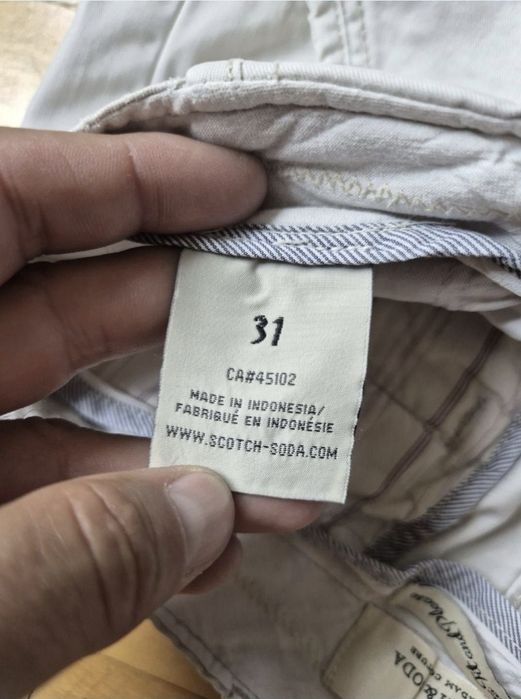 31
CA#45102
MADE IN INDONESIA/
FABRIQUÉ EN INDONÉSIE
WWW.SCOTCH-SODA.COM